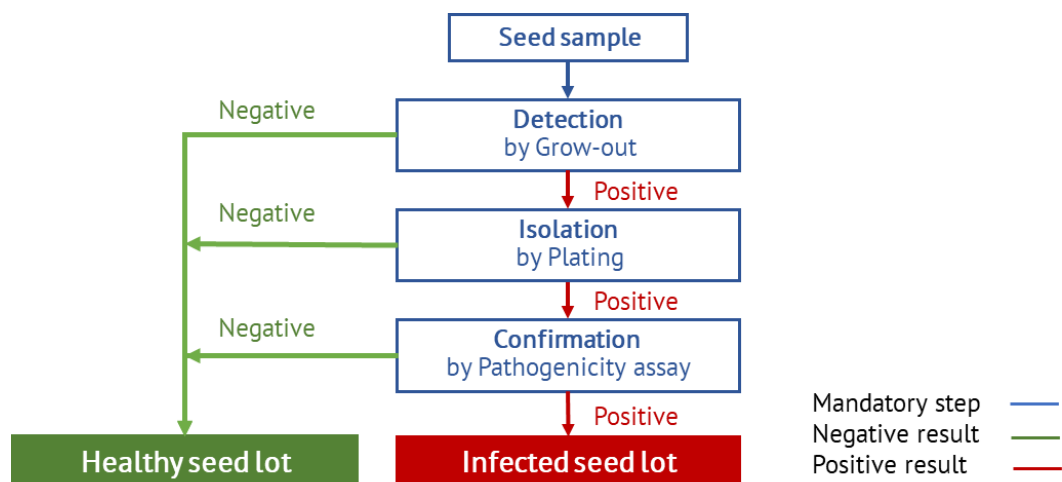 Seed sample
Negative
Detection
by Grow-out
Positive
Negative
Isolation
by Plating
Positive
Negative
Confirmation
by Pathogenicity assay
Positive
Healthy seed lot
Infected seed lot
Mandatory step
Negative result
Positive result